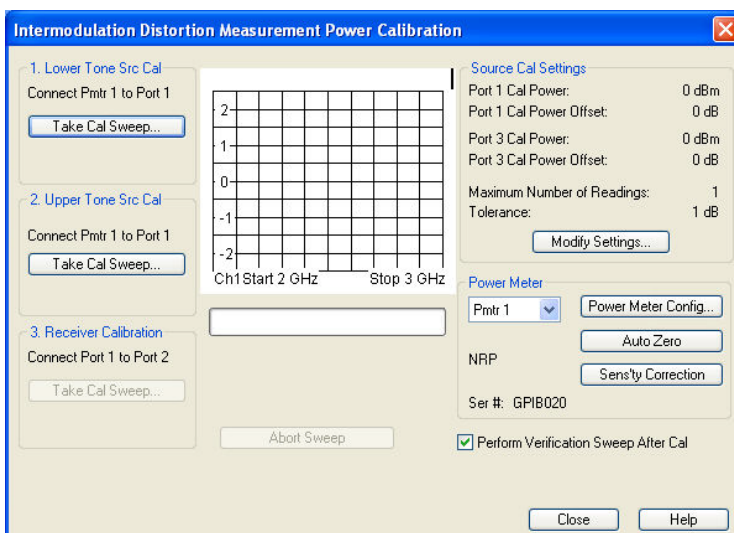 Intermodulation Distortion Measurement Power Calibration
1. Lower Tone Src Cal
Connect Pmtr 1 to Port 1
Take Cal Sweep...
2. Upper Tone Src Cal
Connect Pmtr 1 to Port 1
Take Cal Sweep...
3. Receiver Calibration
Connect Port 1 to Port 2
Take Cal Sweep...
2
1
0
-1
-2
Ch1Start 2 GHz Stop 3 GHz
Abort Sweep
Source Cal Settings
Port 1 Cal Power: 0 dBm
Port 1 Cal Power Offset: 0 dB
Port 3 Cal Power: 0 dBm
Port 3 Cal Power Offset: 0 dB
Maximum Number of Readings: 1
Tolerance: 1 dB
Modify Settings...
Power Meter
Pmtr 1 Power Meter Config...
Auto Zero
NRP
Sens'ty Correction
Ser #: GPIB020
Perform Verification Sweep After Cal
Close Help